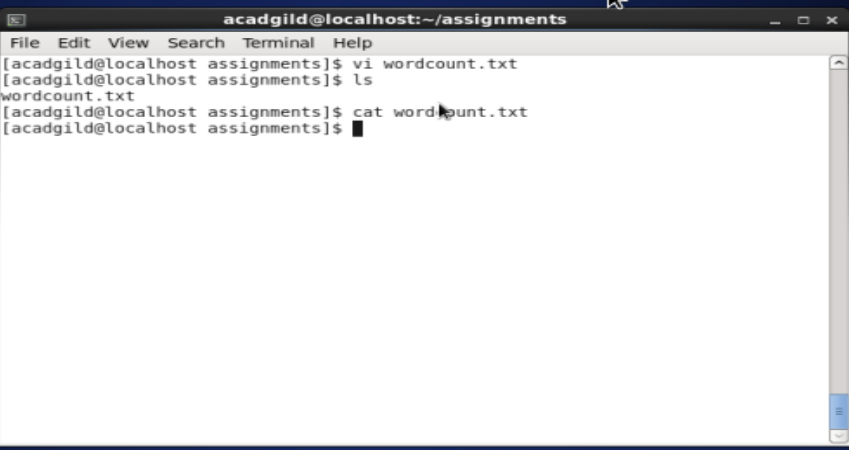 acadgild@localhost:~/assignments
File Edit View Search Terminal Help
[acadgild@localhost assignments]$ vi wordcount.txt
[acadgild@localhost assignments]$ ls
wordcount.txt
[acadgild@localhost assignments]$ cat wordcount.txt
[acadgild@localhost assignments]$